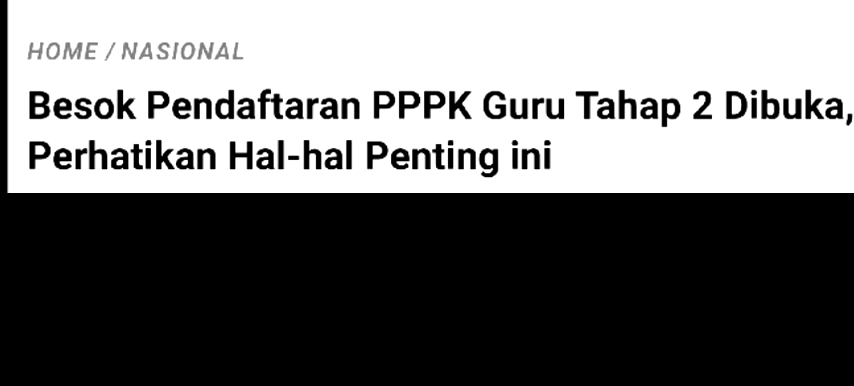 HOME / NASIONAL
Besok Pendaftaran PPPK Guru Tahap 2 Dibuka,
Perhatikan Hal-hal Penting ini